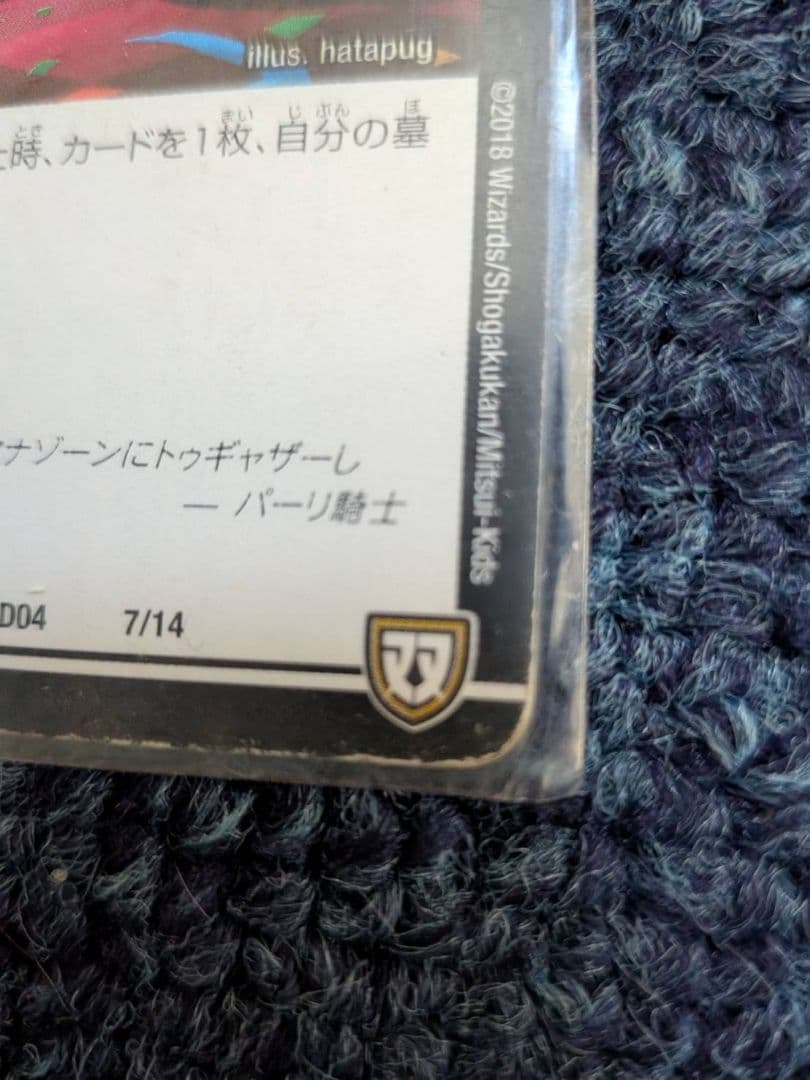 illus. hatapug
時、カードを1枚、自分の墓
ナゾーンにトゥギャザーし
— パーリ騎士
D04 7/14
©2018 Wizards/Shogakukan/Mitsui-Kids